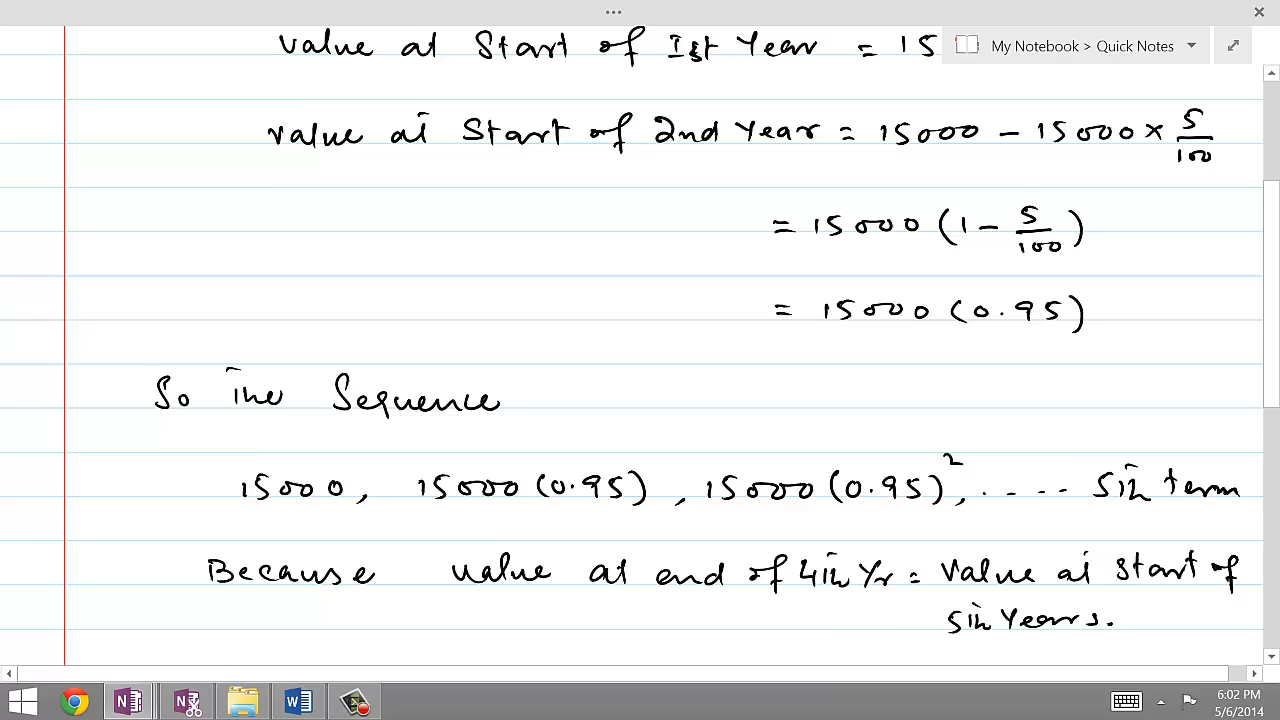 ...
×
value at Start of Ist Year = 15
My Notebook > Quick Notes
value at Start of 2nd Year = 15000 - 15000 × 5/100
= 15000 (1 - 5/100)
= 15000 (0.95)
So the Sequence
15000, 15000 (0.95), 15000 (0.95)², ..... 5th term
Because value at end of 4th Yr = value at start of
5th Years.
6:02 PM
5/6/2014